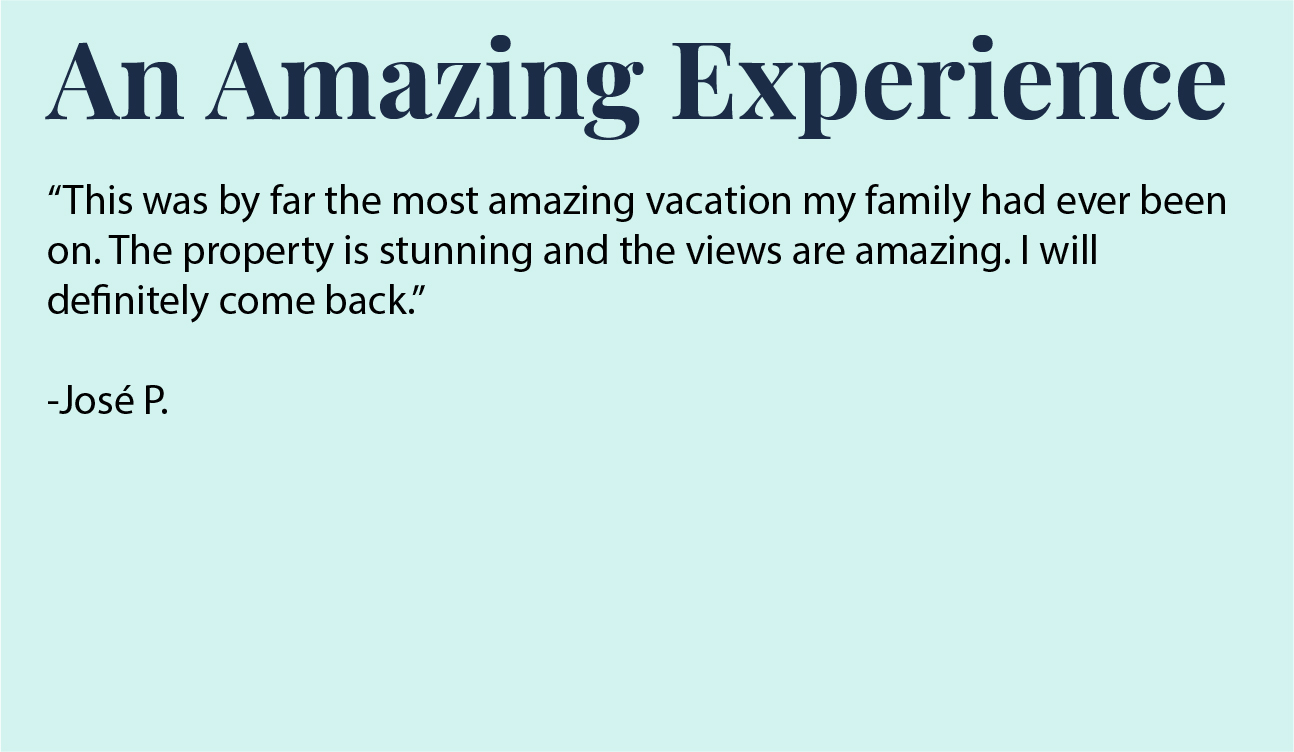 An Amazing Experience
“This was by far the most amazing vacation my family had ever been
on. The property is stunning and the views are amazing. I will
definitely come back.”
-José P.